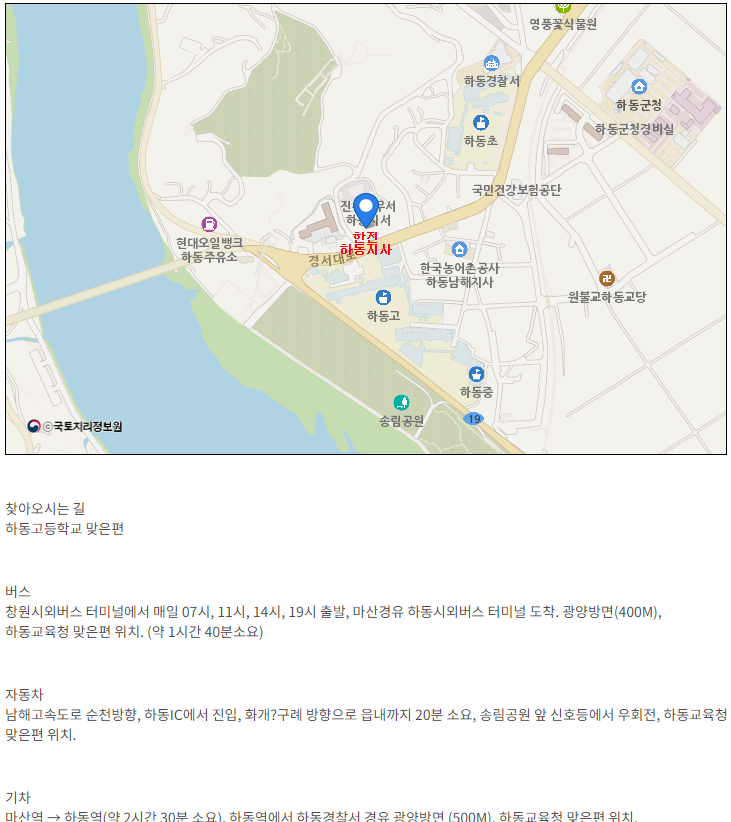 영풍꽃식물원
하동경찰서
하동군청
하동초
하동군청경비실
국민건강보험공단
한전
하동지사
현대오일뱅크
하동주유소
경서대로
한국농어촌공사
하동남해지사
원불교하동교당
하동고
하동중
송림공원
19
©국토지리정보원
찾아오시는 길
하동고등학교 맞은편
버스
창원시외버스 터미널에서 매일 07시, 11시, 14시, 19시 출발, 마산경유 하동시외버스 터미널 도착. 광양방면(400M),
하동교육청 맞은편 위치. (약 1시간 40분소요)
자동차
남해고속도로 순천방향, 하동IC에서 진입, 화개?구례 방향으로 읍내까지 20분 소요, 송림공원 앞 신호등에서 우회전, 하동교육청
맞은편 위치.
기차
마산역 → 하동역(약 2시간 30분 소요). 하동역에서 하동경찰서 경유 광양방면 (500M). 하동교육청 맞은편 위치.